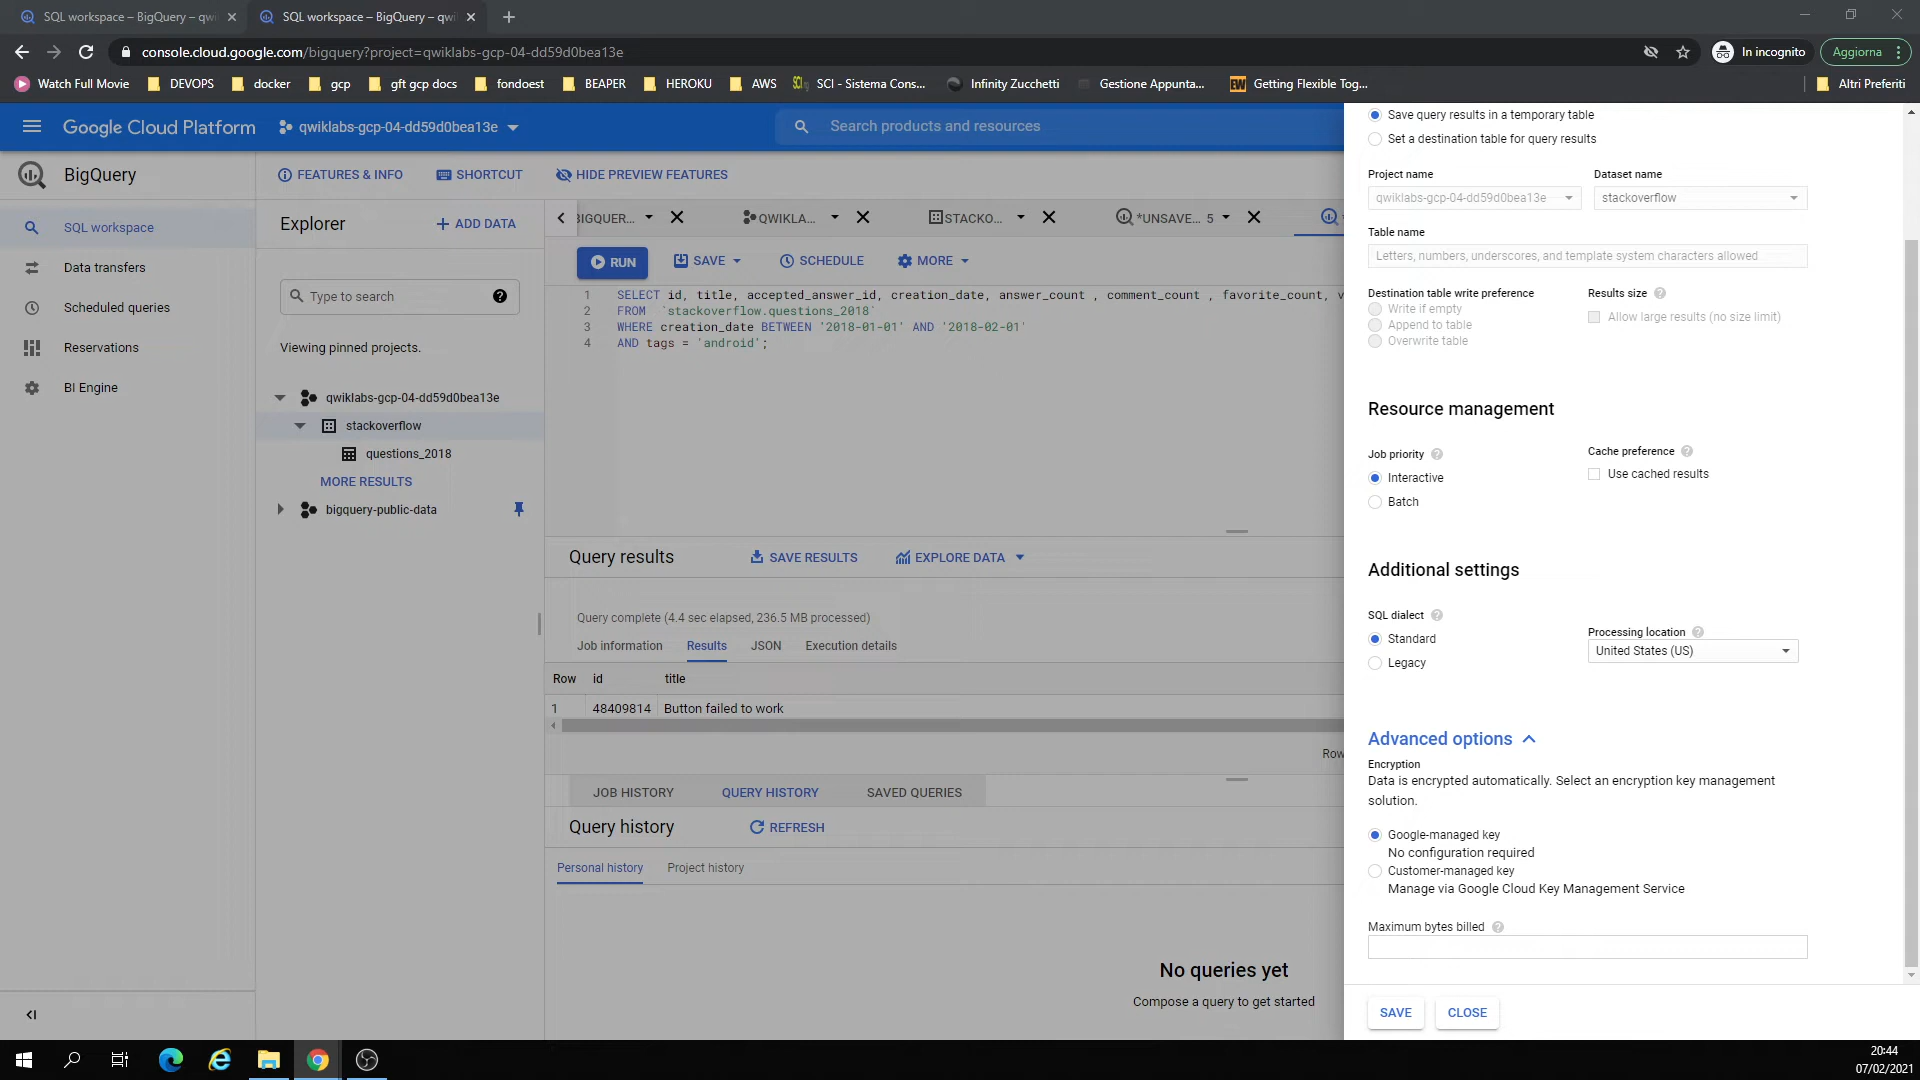 SQL workspace – BigQuery – qwi
SQL workspace – BigQuery – qwi
console.cloud.google.com/bigquery?project=qwiklabs-gcp-04-dd59d0bea13e
In incognito
Aggiorna
Watch Full Movie
DEVOPS
docker
gcp
gft gcp docs
fondoest
BEAPER
HEROKU
AWS
SCI - Sistema Cons...
Infinity Zucchetti
Gestione Appunta...
Getting Flexible Tog...
Altri Preferiti
Google Cloud Platform
qwiklabs-gcp-04-dd59d0bea13e
Search products and resources
BigQuery
FEATURES & INFO
SHORTCUT
HIDE PREVIEW FEATURES
SQL workspace
Data transfers
Scheduled queries
Reservations
BI Engine
Explorer
ADD DATA
Type to search
Viewing pinned projects.
qwiklabs-gcp-04-dd59d0bea13e
stackoverflow
questions_2018
MORE RESULTS
bigquery-public-data
BIGQUER...
QWIKLA...
STACKO...
*UNSAVE... 5
RUN
SAVE
SCHEDULE
MORE
1 SELECT id, title, accepted_answer_id, creation_date, answer_count , comment_count , favorite_count, v
2 FROM `stackoverflow.questions_2018`
3 WHERE creation_date BETWEEN '2018-01-01' AND '2018-02-01'
4 AND tags = 'android';
Query results
SAVE RESULTS
EXPLORE DATA
Query complete (4.4 sec elapsed, 236.5 MB processed)
Job information
Results
JSON
Execution details
Row id title
1 48409814 Button failed to work
Row
JOB HISTORY
QUERY HISTORY
SAVED QUERIES
Query history
REFRESH
Personal history
Project history
No queries yet
Compose a query to get started
Save query results in a temporary table
Set a destination table for query results
Project name
qwiklabs-gcp-04-dd59d0bea13e
Dataset name
stackoverflow
Table name
Letters, numbers, underscores, and template system characters allowed
Destination table write preference
Write if empty
Append to table
Overwrite table
Results size
Allow large results (no size limit)
Resource management
Job priority
Interactive
Batch
Cache preference
Use cached results
Additional settings
SQL dialect
Standard
Legacy
Processing location
United States (US)
Advanced options
Encryption
Data is encrypted automatically. Select an encryption key management
solution.
Google-managed key
No configuration required
Customer-managed key
Manage via Google Cloud Key Management Service
Maximum bytes billed
SAVE
CLOSE
20:44
07/02/2021